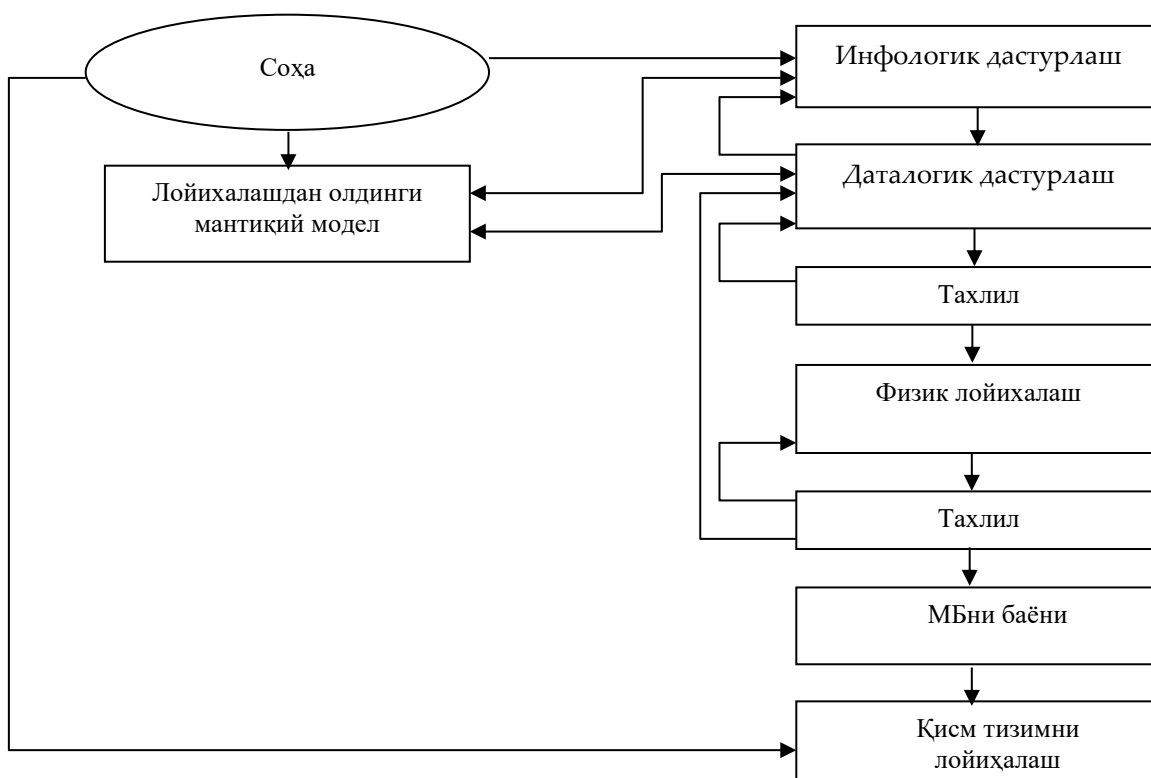 Соҳа
Инфологик дастурлаш
Лойихалашдан олдинги
мантиқий модел
Даталогик дастурлаш
Тахлил
Физик лойихалаш
Тахлил
МБни баёни
Қисм тизимни
лойиҳалаш